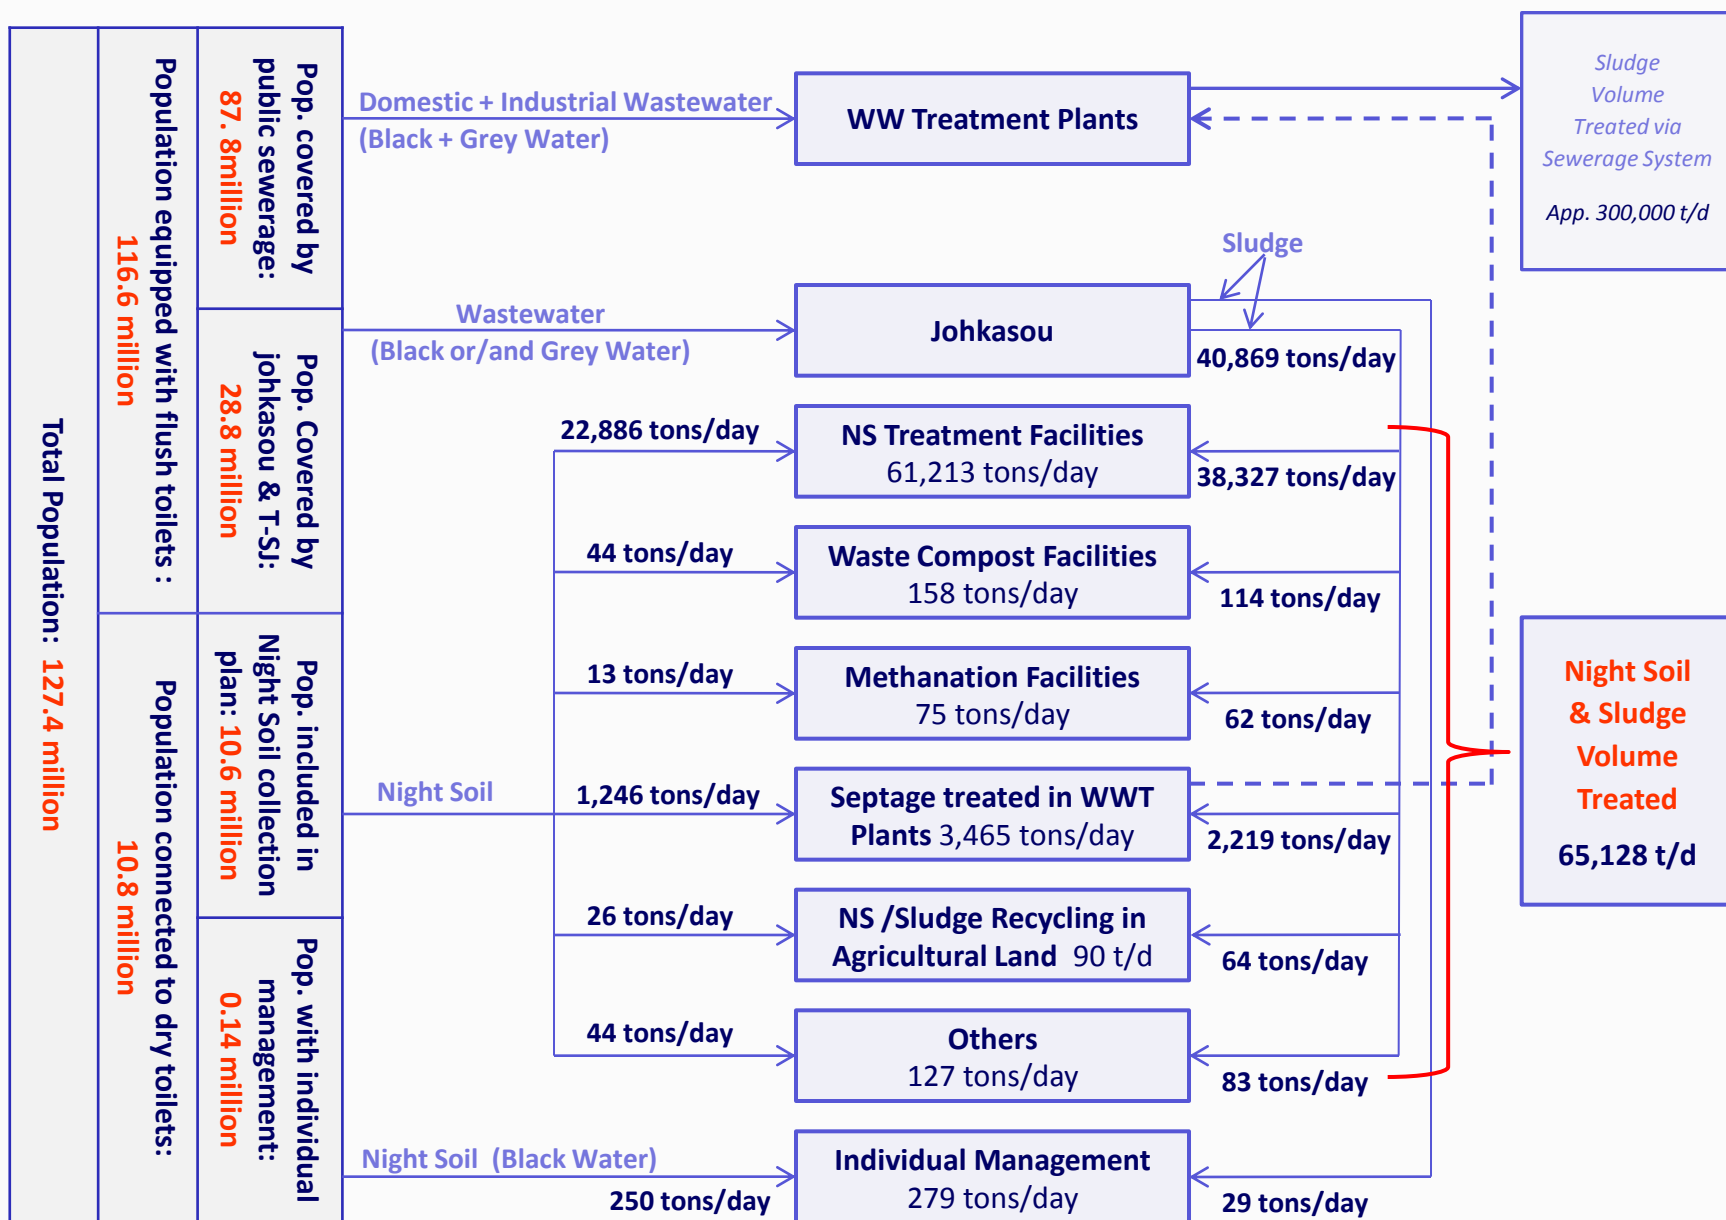 Total Population: 127.4 million
Population equipped with flush toilets :
116.6 million
Population connected to dry toilets:
10.8 million
Pop. covered by
public sewerage:
87. 8million
Pop. Covered by
johkasou & T-SJ:
28.8 million
Pop. included in
Night Soil collection
plan: 10.6 million
Pop. with individual
management:
0.14 million
Domestic + Industrial Wastewater
(Black + Grey Water)
WW Treatment Plants
Sludge
Volume
Treated via
Sewerage System
App. 300,000 t/d
Sludge
Wastewater
(Black or/and Grey Water)
Johkasou
40,869 tons/day
22,886 tons/day
NS Treatment Facilities
61,213 tons/day
38,327 tons/day
44 tons/day
Waste Compost Facilities
158 tons/day
114 tons/day
13 tons/day
Methanation Facilities
75 tons/day
62 tons/day
Night Soil
1,246 tons/day
Septage treated in WWT
Plants 3,465 tons/day
2,219 tons/day
26 tons/day
NS /Sludge Recycling in
Agricultural Land 90 t/d
64 tons/day
44 tons/day
Others
127 tons/day
83 tons/day
Night Soil
& Sludge
Volume
Treated
65,128 t/d
Night Soil (Black Water)
250 tons/day
Individual Management
279 tons/day
29 tons/day